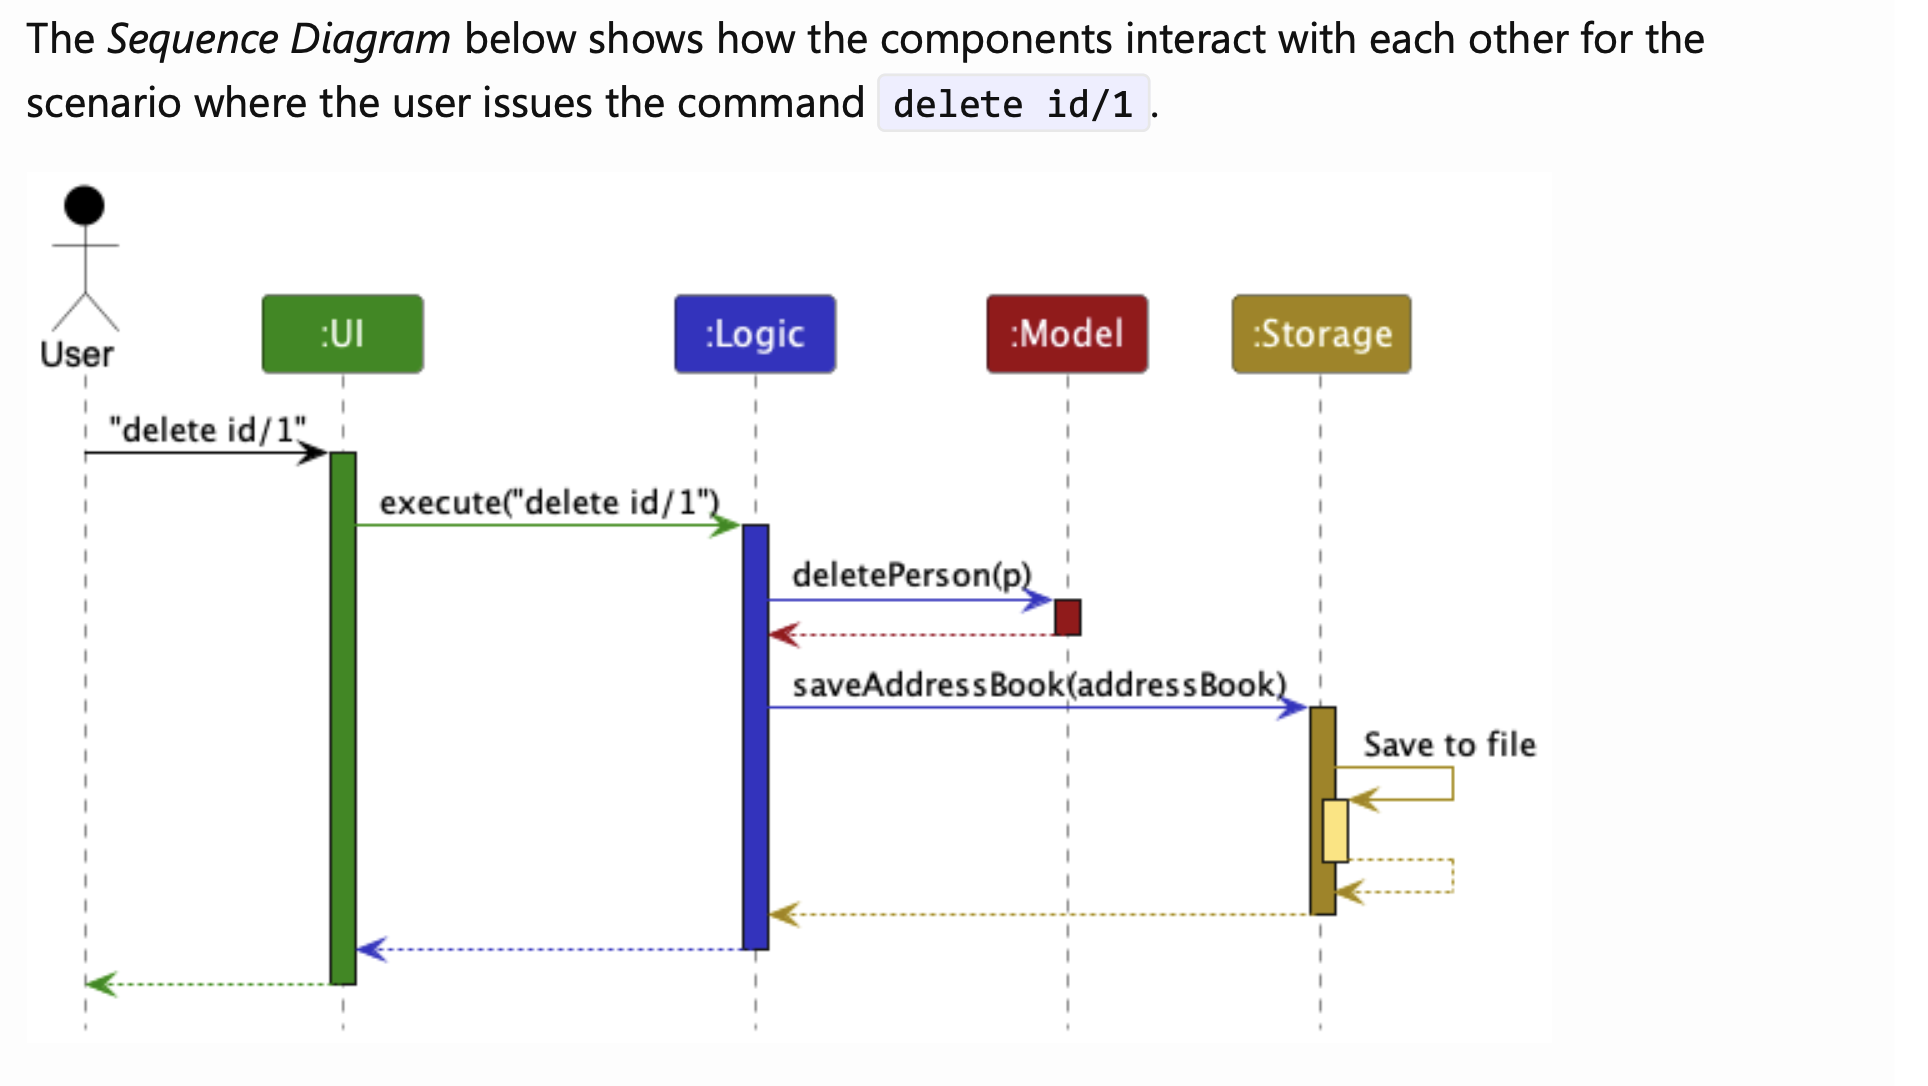 The Sequence Diagram below shows how the components interact with each other for the
scenario where the user issues the command delete id/1 .
User
:UI
:Logic
:Model
:Storage
"delete id/1"
execute("delete id/1")
deletePerson(p)
saveAddressBook(addressBook)
Save to file